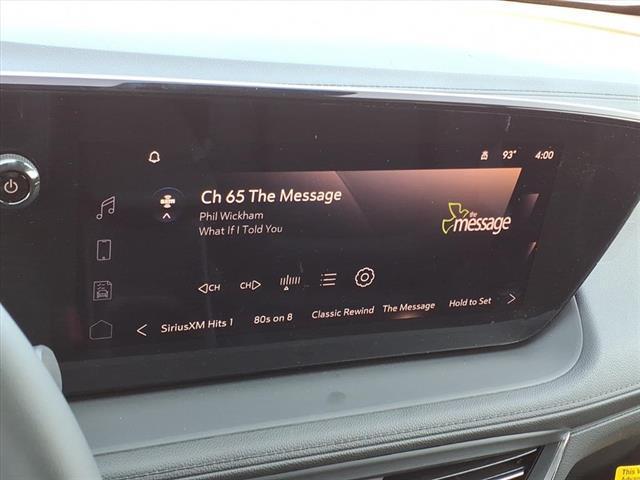 93° 4:00
Ch 65 The Message
Phil Wickham
What If I Told You
the
message
CH CH
SiriusXM Hits 1 80s on 8 Classic Rewind The Message Hold to Set
This V